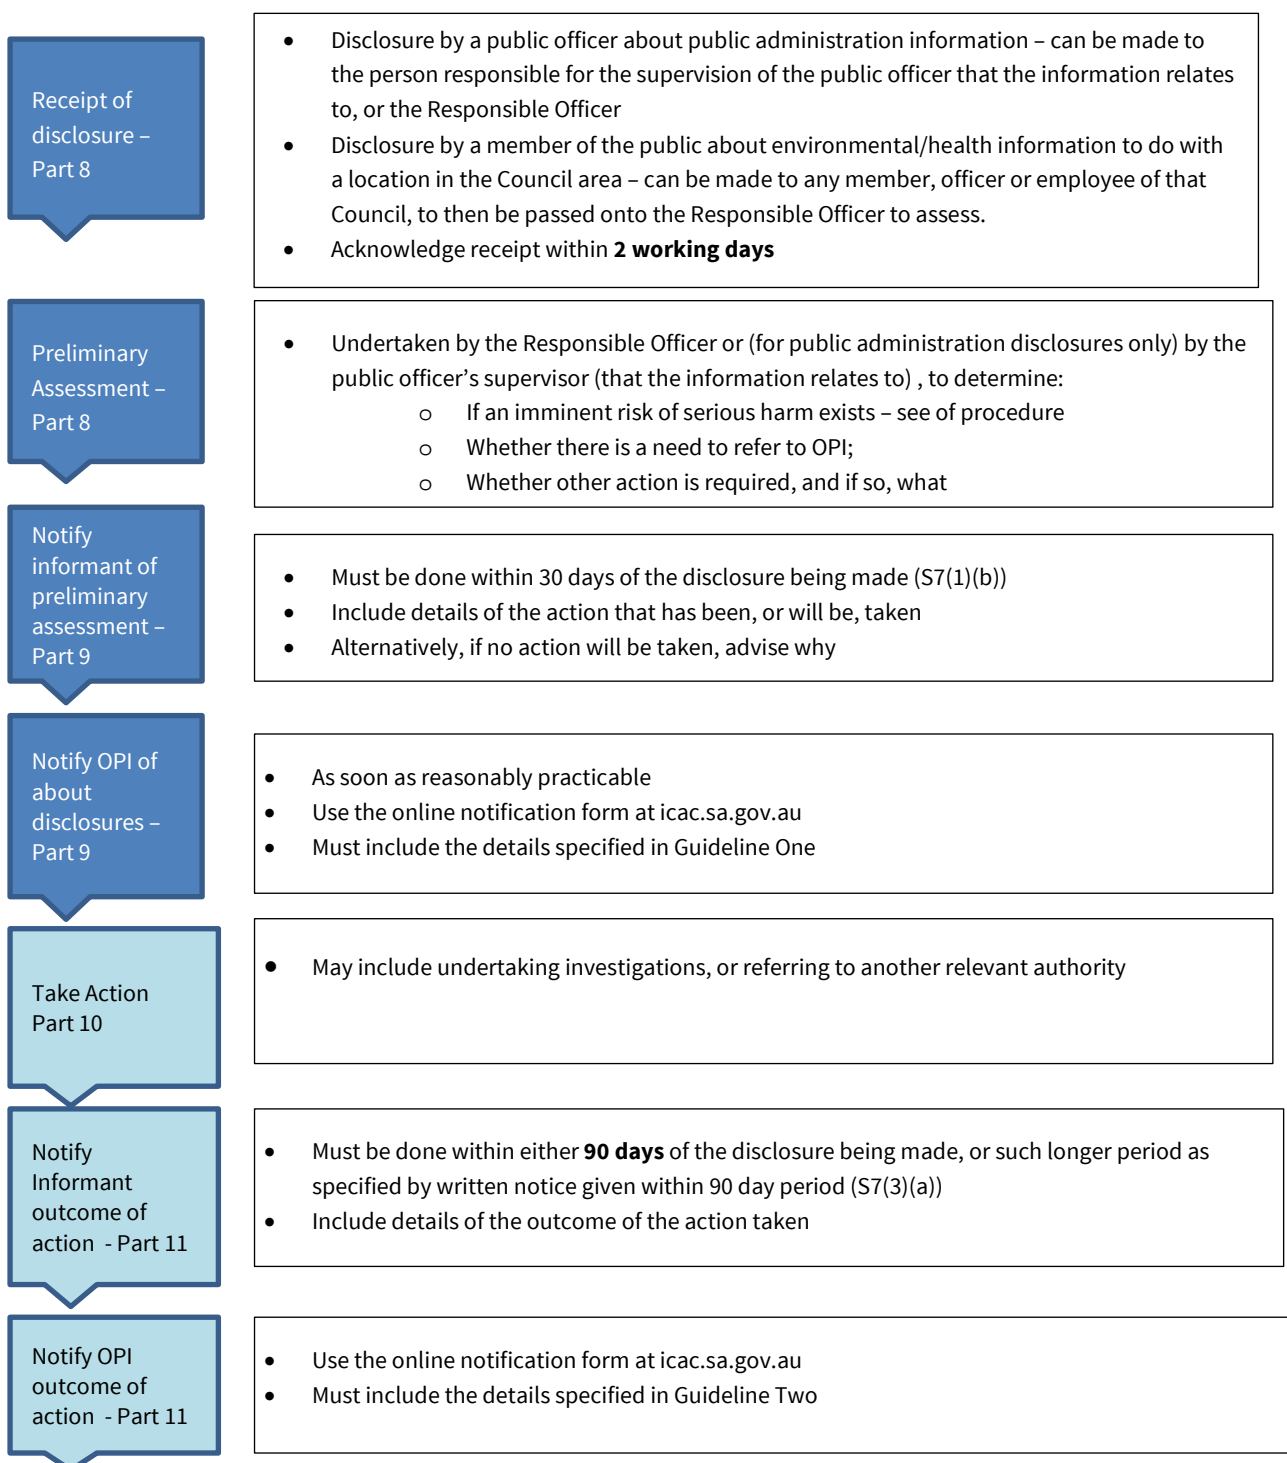 Receipt of
disclosure –
Part 8
• Disclosure by a public officer about public administration information – can be made to
the person responsible for the supervision of the public officer that the information relates
to, or the Responsible Officer
• Disclosure by a member of the public about environmental/health information to do with
a location in the Council area – can be made to any member, officer or employee of that
Council, to then be passed onto the Responsible Officer to assess.
• Acknowledge receipt within 2 working days
Preliminary
Assessment –
Part 8
• Undertaken by the Responsible Officer or (for public administration disclosures only) by the
public officer’s supervisor (that the information relates to) , to determine:
o If an imminent risk of serious harm exists – see of procedure
o Whether there is a need to refer to OPI;
o Whether other action is required, and if so, what
Notify
informant of
preliminary
assessment –
Part 9
• Must be done within 30 days of the disclosure being made (S7(1)(b))
• Include details of the action that has been, or will be, taken
• Alternatively, if no action will be taken, advise why
Notify OPI of
about
disclosures –
Part 9
• As soon as reasonably practicable
• Use the online notification form at icac.sa.gov.au
• Must include the details specified in Guideline One
Take Action
Part 10
• May include undertaking investigations, or referring to another relevant authority
Notify
Informant
outcome of
action - Part 11
• Must be done within either 90 days of the disclosure being made, or such longer period as
specified by written notice given within 90 day period (S7(3)(a))
• Include details of the outcome of the action taken
Notify OPI
outcome of
action - Part 11
• Use the online notification form at icac.sa.gov.au
• Must include the details specified in Guideline Two